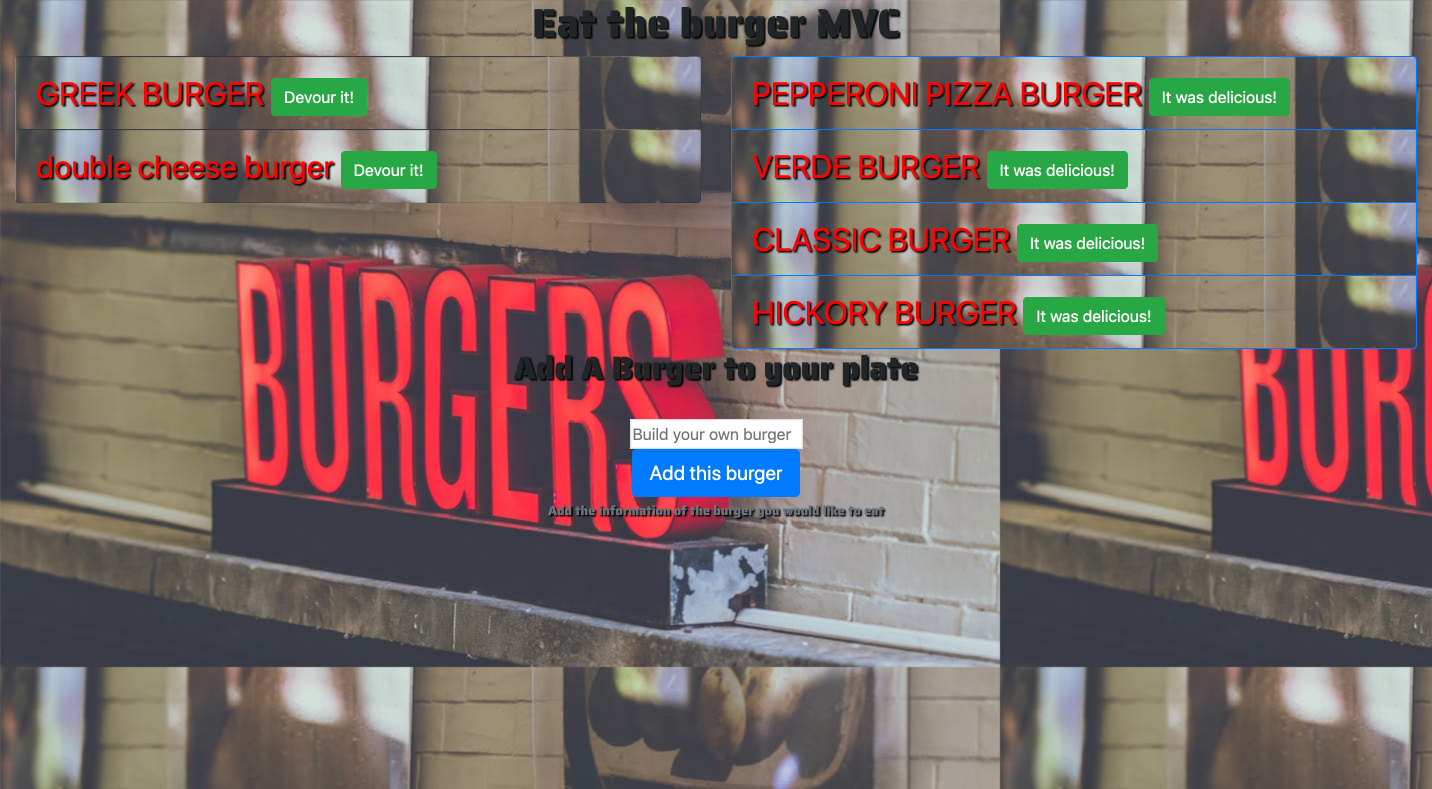 Eat the burger MVC
GREEK BURGER Devour it!
double cheese burger Devour it!
PEPPERONI PIZZA BURGER It was delicious!
VERDE BURGER It was delicious!
CLASSIC BURGER It was delicious!
HICKORY BURGER It was delicious!
BURGERS
BUR
Add A Burger to your plate
Build your own burger
Add this burger
Add the information of the burger you would like to eat